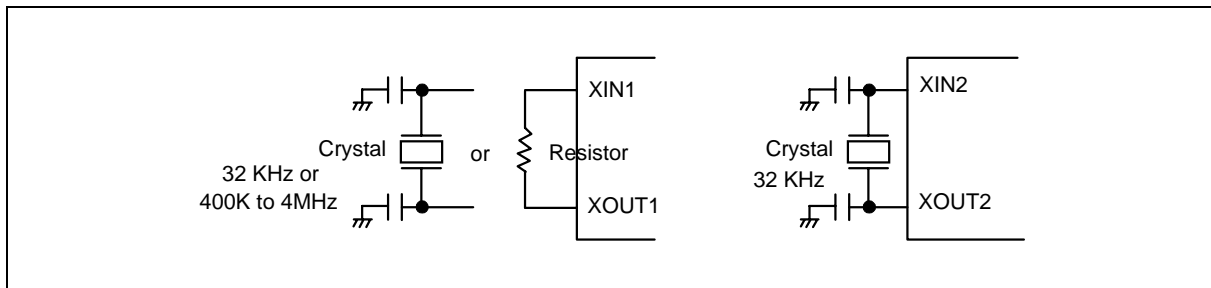 XIN1
Crystal
or
Resistor
32 KHz or
400K to 4MHz
XOUT1
XIN2
Crystal
32 KHz
XOUT2